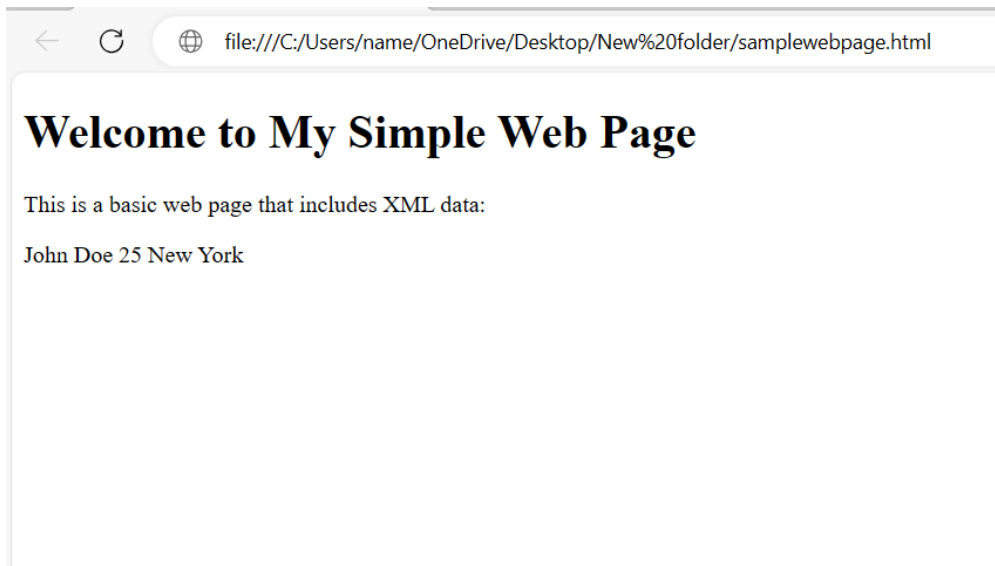 file:///C:/Users/name/OneDrive/Desktop/New%20folder/samplewebpage.html
Welcome to My Simple Web Page
This is a basic web page that includes XML data:
John Doe 25 New York